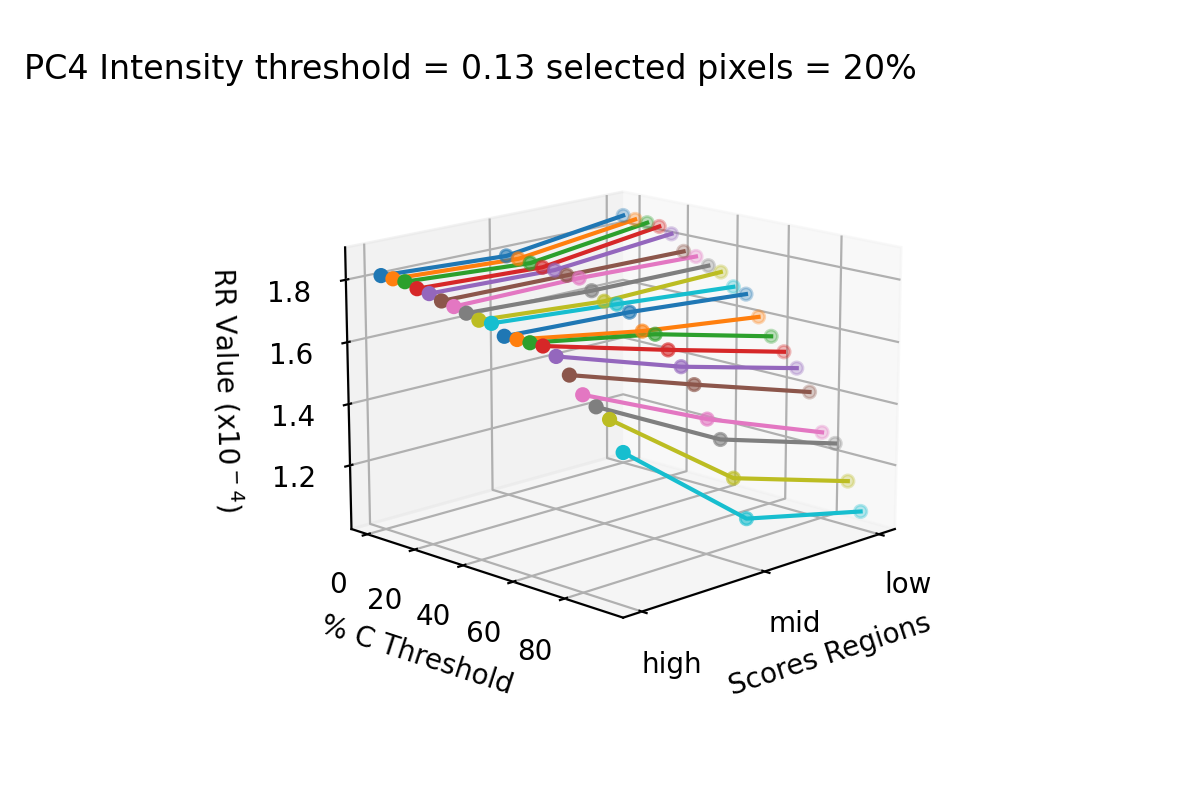 PC4 Intensity threshold = 0.13 selected pixels = 20%
RR Value (x10⁻⁴)
1.8
1.6
1.4
1.2
0
20
40
60
80
% C Threshold
high
mid
low
Scores Regions